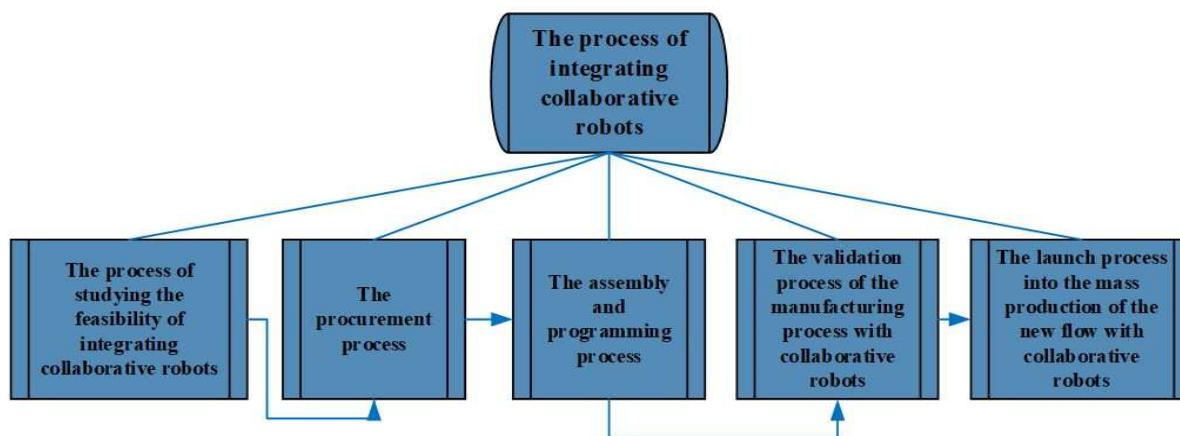 The process of
integrating
collaborative
robots
The process of
studying the
feasibility of
integrating
collaborative robots
The
procurement
process
The assembly
and
programming
process
The validation
process of the
manufacturing
process with
collaborative
robots
The launch process
into the mass
production of the
new flow with
collaborative
robots